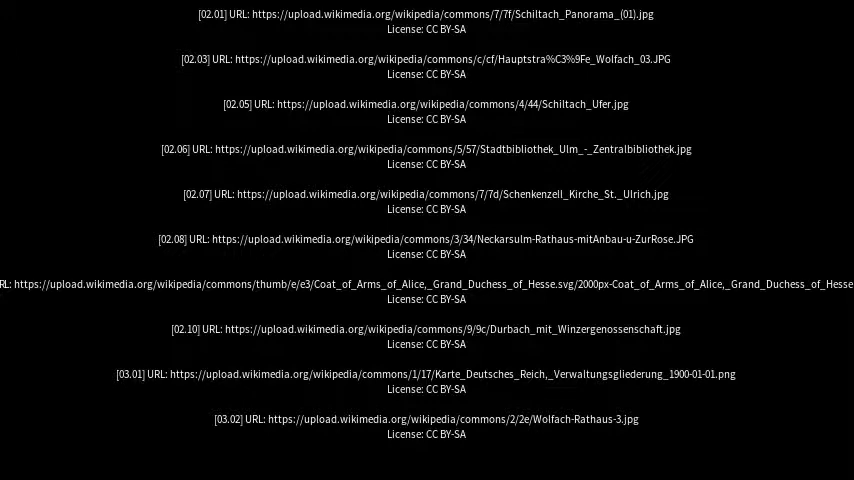 [02.01] URL: https://upload.wikimedia.org/wikipedia/commons/7/7f/Schiltach_Panorama_(01).jpg
License: CC BY-SA
[02.03] URL: https://upload.wikimedia.org/wikipedia/commons/c/cf/Hauptstra%C3%9Fe_Wolfach_03.JPG
License: CC BY-SA
[02.05] URL: https://upload.wikimedia.org/wikipedia/commons/4/44/Schiltach_Ufer.jpg
License: CC BY-SA
[02.06] URL: https://upload.wikimedia.org/wikipedia/commons/5/57/Stadtbibliothek_Ulm_-_Zentralbibliothek.jpg
License: CC BY-SA
[02.07] URL: https://upload.wikimedia.org/wikipedia/commons/7/7d/Schenkenzell_Kirche_St._Ulrich.jpg
License: CC BY-SA
[02.08] URL: https://upload.wikimedia.org/wikipedia/commons/3/34/Neckarsulm-Rathaus-mitAnbau-u-ZurRose.JPG
License: CC BY-SA
RL: https://upload.wikimedia.org/wikipedia/commons/thumb/e/e3/Coat_of_Arms_of_Alice,_Grand_Duchess_of_Hesse.svg/2000px-Coat_of_Arms_of_Alice,_Grand_Duchess_of_Hesse
License: CC BY-SA
[02.10] URL: https://upload.wikimedia.org/wikipedia/commons/9/9c/Durbach_mit_Winzergenossenschaft.jpg
License: CC BY-SA
[03.01] URL: https://upload.wikimedia.org/wikipedia/commons/1/17/Karte_Deutsches_Reich,_Verwaltungsgliederung_1900-01-01.png
License: CC BY-SA
[03.02] URL: https://upload.wikimedia.org/wikipedia/commons/2/2e/Wolfach-Rathaus-3.jpg
License: CC BY-SA